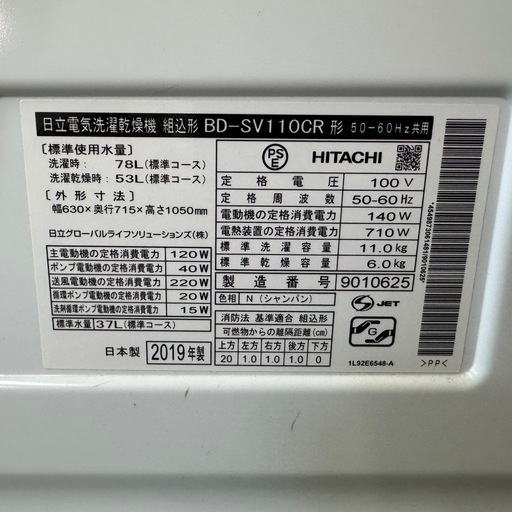 日立電気洗濯乾燥機 組込形 BD-SV110CR 形 50-60Hz共用
〔標準使用水量〕
洗濯時： 78L(標準コース)
洗濯乾燥時： 53L(標準コース)
〔外形寸法〕
幅630×奥行715×高さ1050mm
日立グローバルライフソリューションズ(株)
主電動機の定格消費電力 120W
ポンプ電動機の定格消費電力 40W
送風電動機の定格消費電力 220W
循環ポンプ電動機の定格消費電力 20W
洗剤循環ポンプの定格消費電力 15W
標準水量 37L(標準コース)
日本製 2019年製
PSE HITACHI
定格電圧 100V
定格周波数 50-60Hz
電動機の定格消費電力 140W
電熱装置の定格消費電力 710W
標準洗濯容量 11.0kg
標準乾燥容量 6.0kg
製造番号 9010625
色相 N(シャンパン)
S JET
消防法 基準適合 組込形
可燃物からの離隔距離(cm)
上方 左方 右方 後方 下方
20 1.0 1.0 1.0 0
G
1L92E6548-A
>PP<